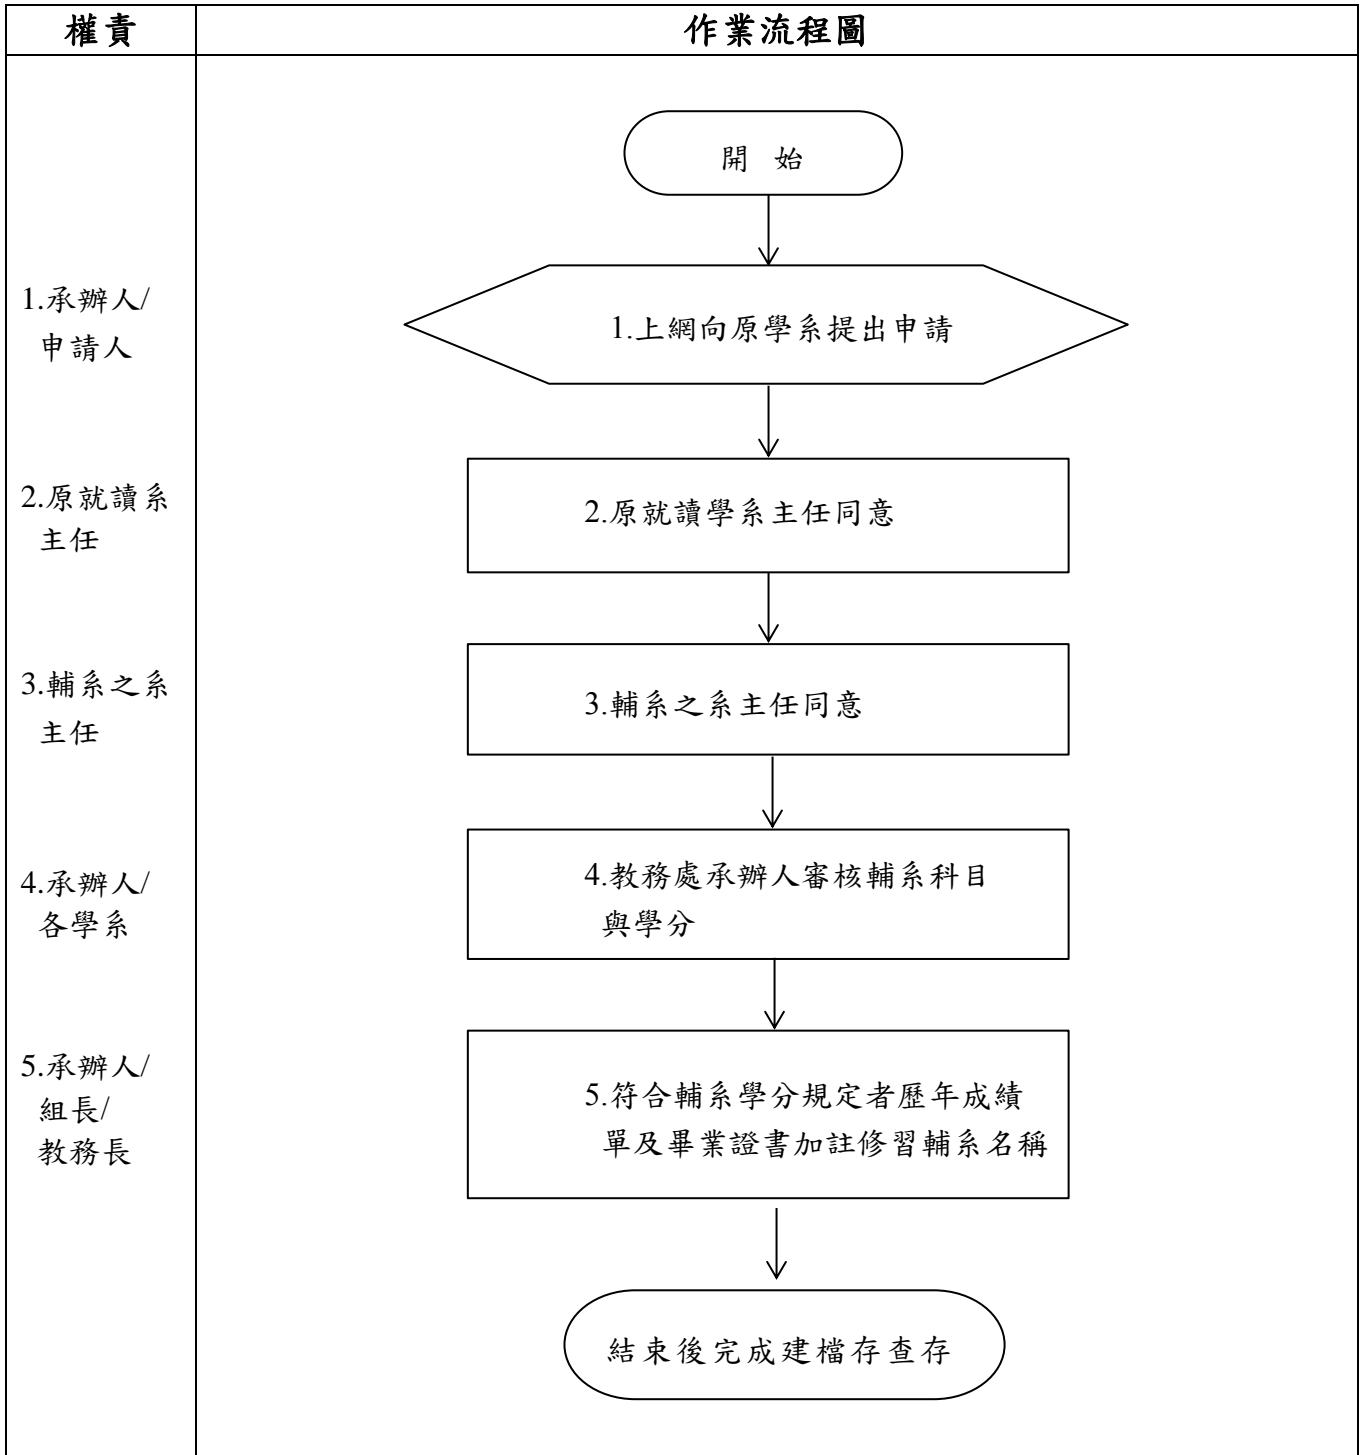 權責
作業流程圖
開 始
1.承辦人/
申請人
1.上網向原學系提出申請
2.原就讀系
主任
2.原就讀學系主任同意
3.輔系之系
主任
3.輔系之系主任同意
4.承辦人/
各學系
4.教務處承辦人審核輔系科目
與學分
5.承辦人/
組長/
教務長
5.符合輔系學分規定者歷年成績
單及畢業證書加註修習輔系名稱
結束後完成建檔存查存